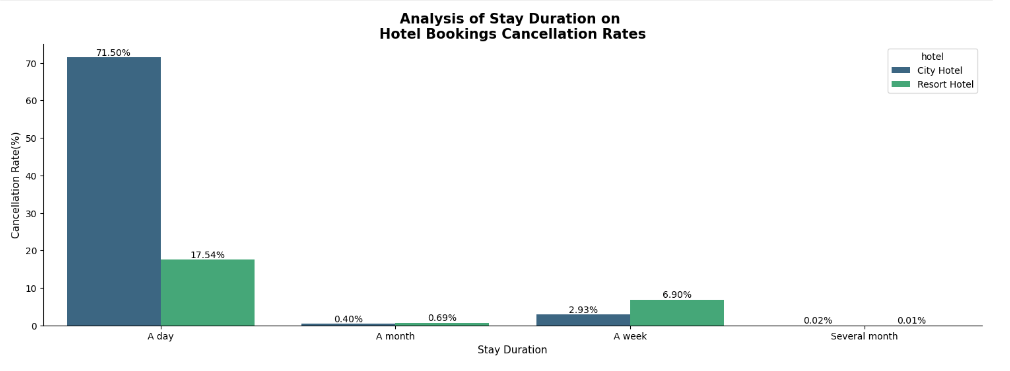 Analysis of Stay Duration on
Hotel Bookings Cancellation Rates
hotel
City Hotel
Resort Hotel
Cancellation Rate(%)
70
60
50
40
30
20
10
0
71.50%
17.54%
0.40%
0.69%
2.93%
6.90%
0.02%
0.01%
A day
A month
A week
Several month
Stay Duration